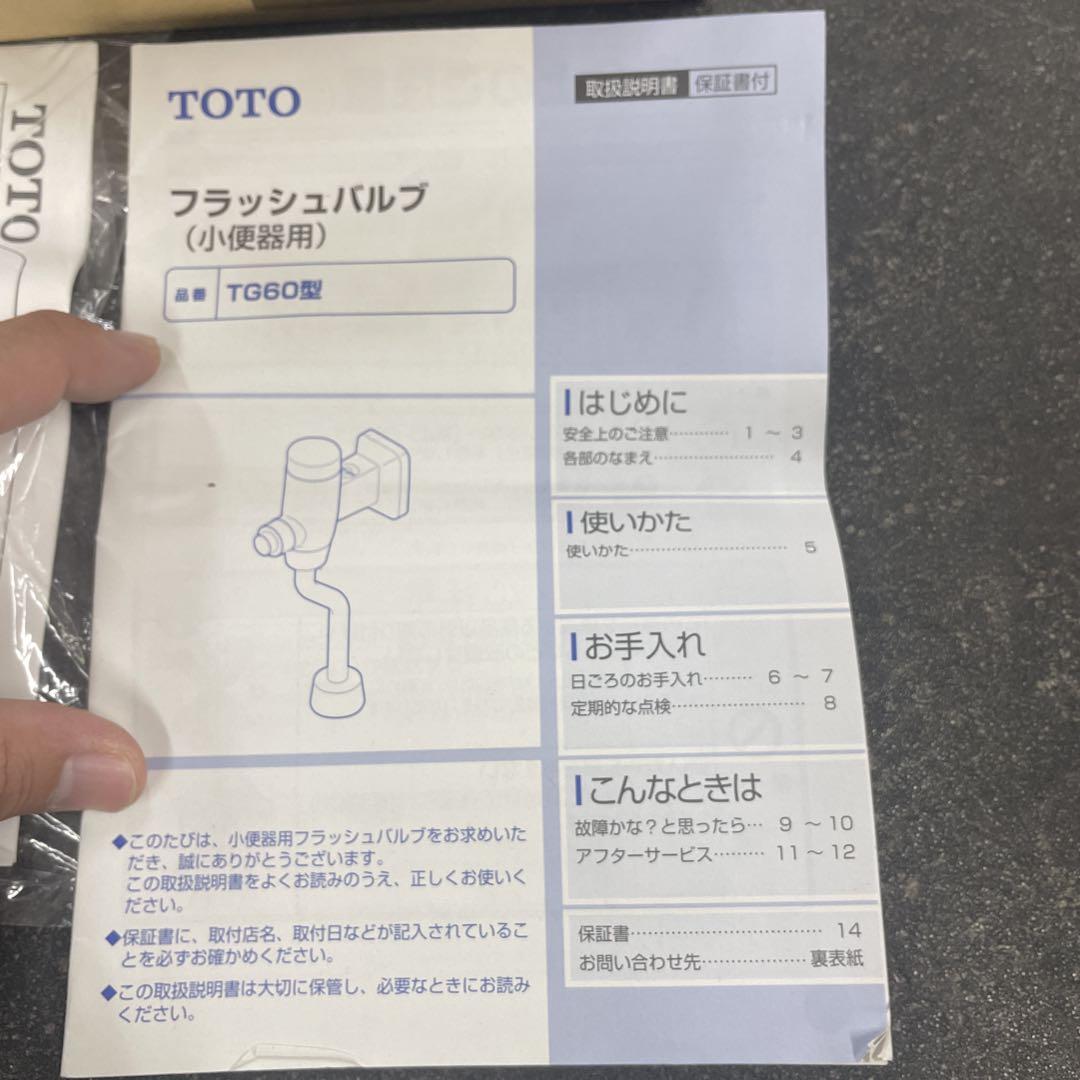 TOTO
TOTO
取扱説明書 保証書付
フラッシュバルブ
（小便器用）
品番 TG60型
はじめに
安全上のご注意………… 1 ～ 3
各部のなまえ…………………… 4
使いかた
使いかた………………………… 5
お手入れ
日ごろのお手入れ……… 6 ～ 7
定期的な点検…………………… 8
こんなときは
故障かな？と思ったら… 9 ～10
アフターサービス……… 11～12
保証書…………………………… 14
お問い合わせ先………………裏表紙
◆このたびは、小便器用フラッシュバルブをお求めいた
だき、誠にありがとうございます。
この取扱説明書をよくお読みのうえ、正しくお使いく
ださい。
◆保証書に、取付店名、取付日などが記入されているこ
とを必ずお確かめください。
◆この取扱説明書は大切に保管し、必要なときにお読み
ください。